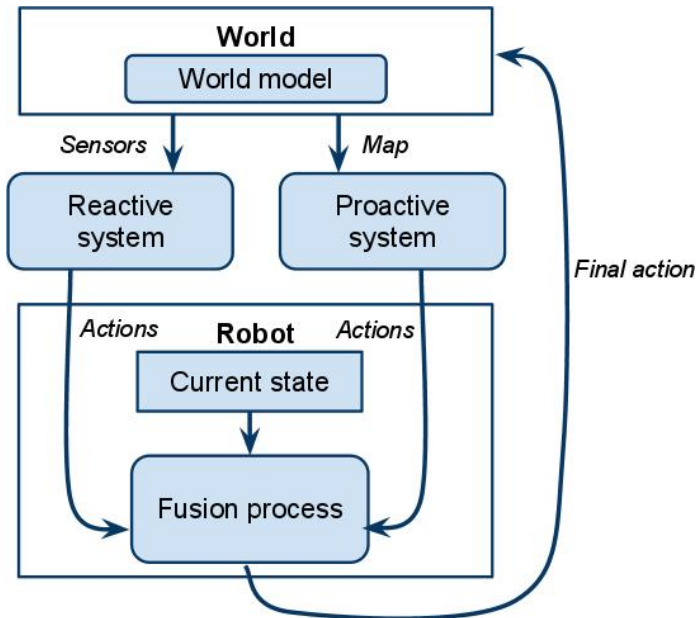 World
World model
Sensors
Map
Reactive
system
Proactive
system
Final action
Actions
Robot
Actions
Current state
Fusion process